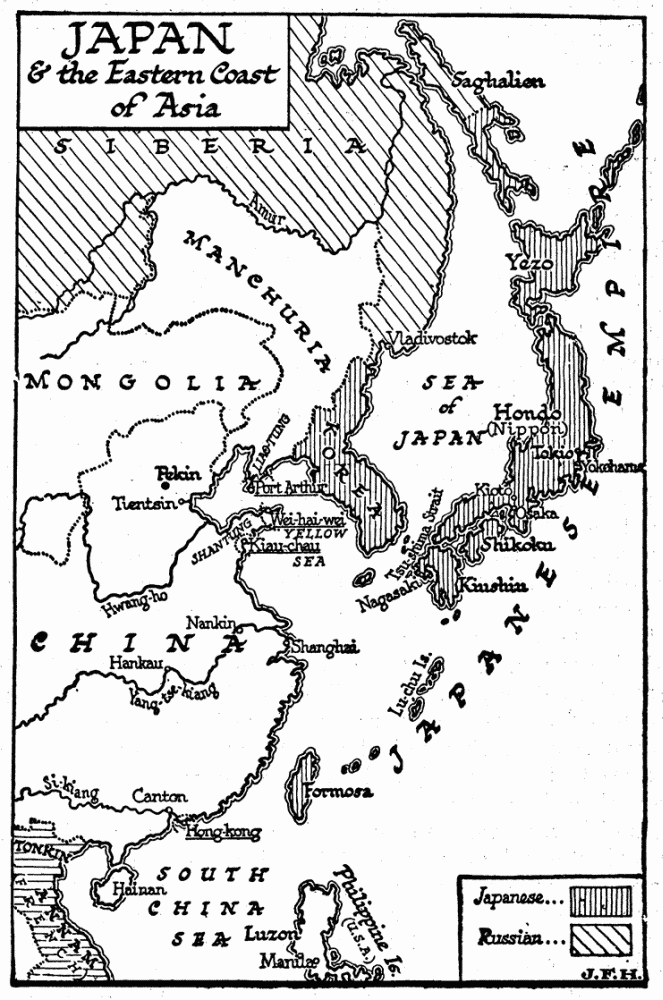 JAPAN
& the Eastern Coast
of Asia
SIBERIA
Saghalien
Amur
MANCHURIA
Yezo
Vladivostok
MONGOLIA
SEA
of
JAPAN
Hondo
(Nippon)
KOREA
LIAO-TUNG
Tokio
Yokohama
Pekin
Port Arthur
Tientsin
Kioto
Osaka
Wei-hai-wei
YELLOW
SEA
SHANTUNG
Kiau-chau
Tsu-shima Strait
Shikoku
Kiushiu
Nagasaki
Hwang-ho
Nankin
CHINA
Shanghai
Hankau
Yang-tse-kiang
Lu-chu Is.
JAPANESE EMPIRE
Si-kiang
Canton
Formosa
Hong-kong
TONKIN
Hainan
SOUTH
CHINA
SEA
Philippine Is.
(U.S.A.)
Luzon
Manila
Japanese...
Russian...
J.F.H.